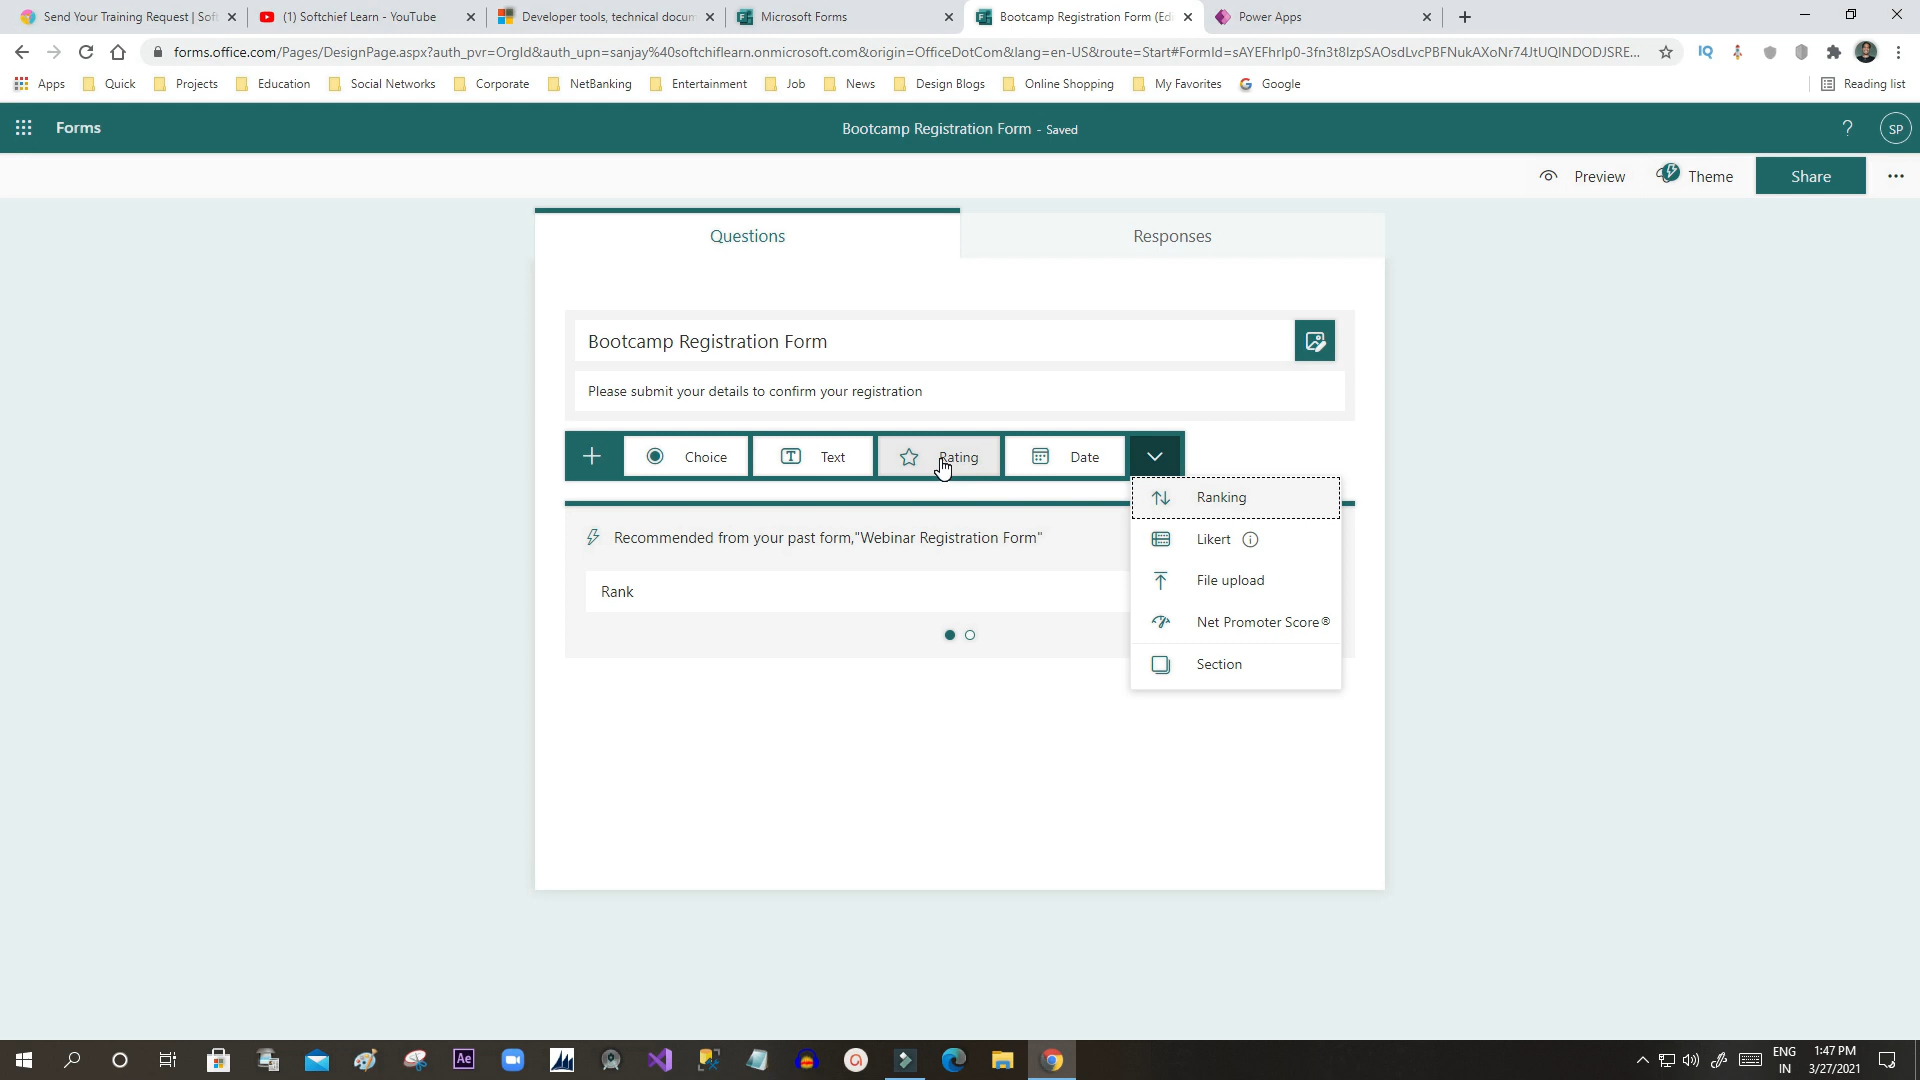 Send Your Training Request | Sof
(1) Softchief Learn - YouTube
Developer tools, technical docum
Microsoft Forms
Bootcamp Registration Form (Ed
Power Apps
forms.office.com/Pages/DesignPage.aspx?auth_pvr=OrgId&auth_upn=sanjay%40softchiflearn.onmicrosoft.com&origin=OfficeDotCom&lang=en-US&route=Start#FormId=sAYEFhrIp0-3fn3t8IzpSAOsdLvcPBFNukAXoNr74JtUQlNDODJSRE...
Apps Quick Projects Education Social Networks Corporate NetBanking Entertainment Job News Design Blogs Online Shopping My Favorites Google Reading list
Forms
Bootcamp Registration Form - Saved
? SP
Preview Theme Share
Questions Responses
Bootcamp Registration Form
Please submit your details to confirm your registration
Choice Text Rating Date
Ranking
Likert
Recommended from your past form,"Webinar Registration Form"
File upload
Rank
Net Promoter Score®
Section
Ae
ENG
IN
1:47 PM
3/27/2021